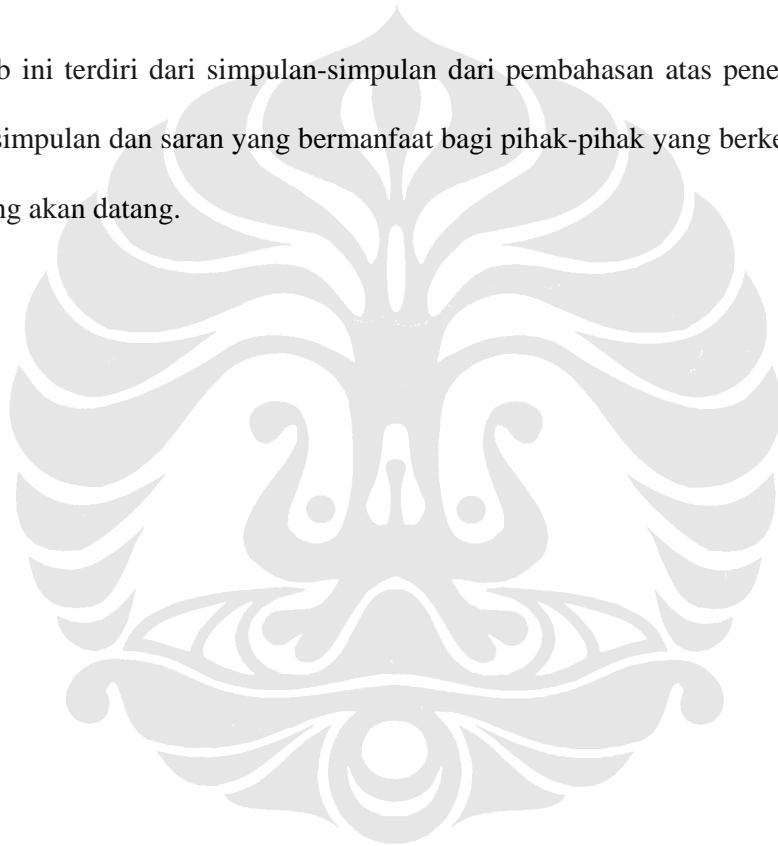 b ini terdiri dari simpulan-simpulan dari pembahasan atas pene
simpulan dan saran yang bermanfaat bagi pihak-pihak yang berke
ng akan datang.